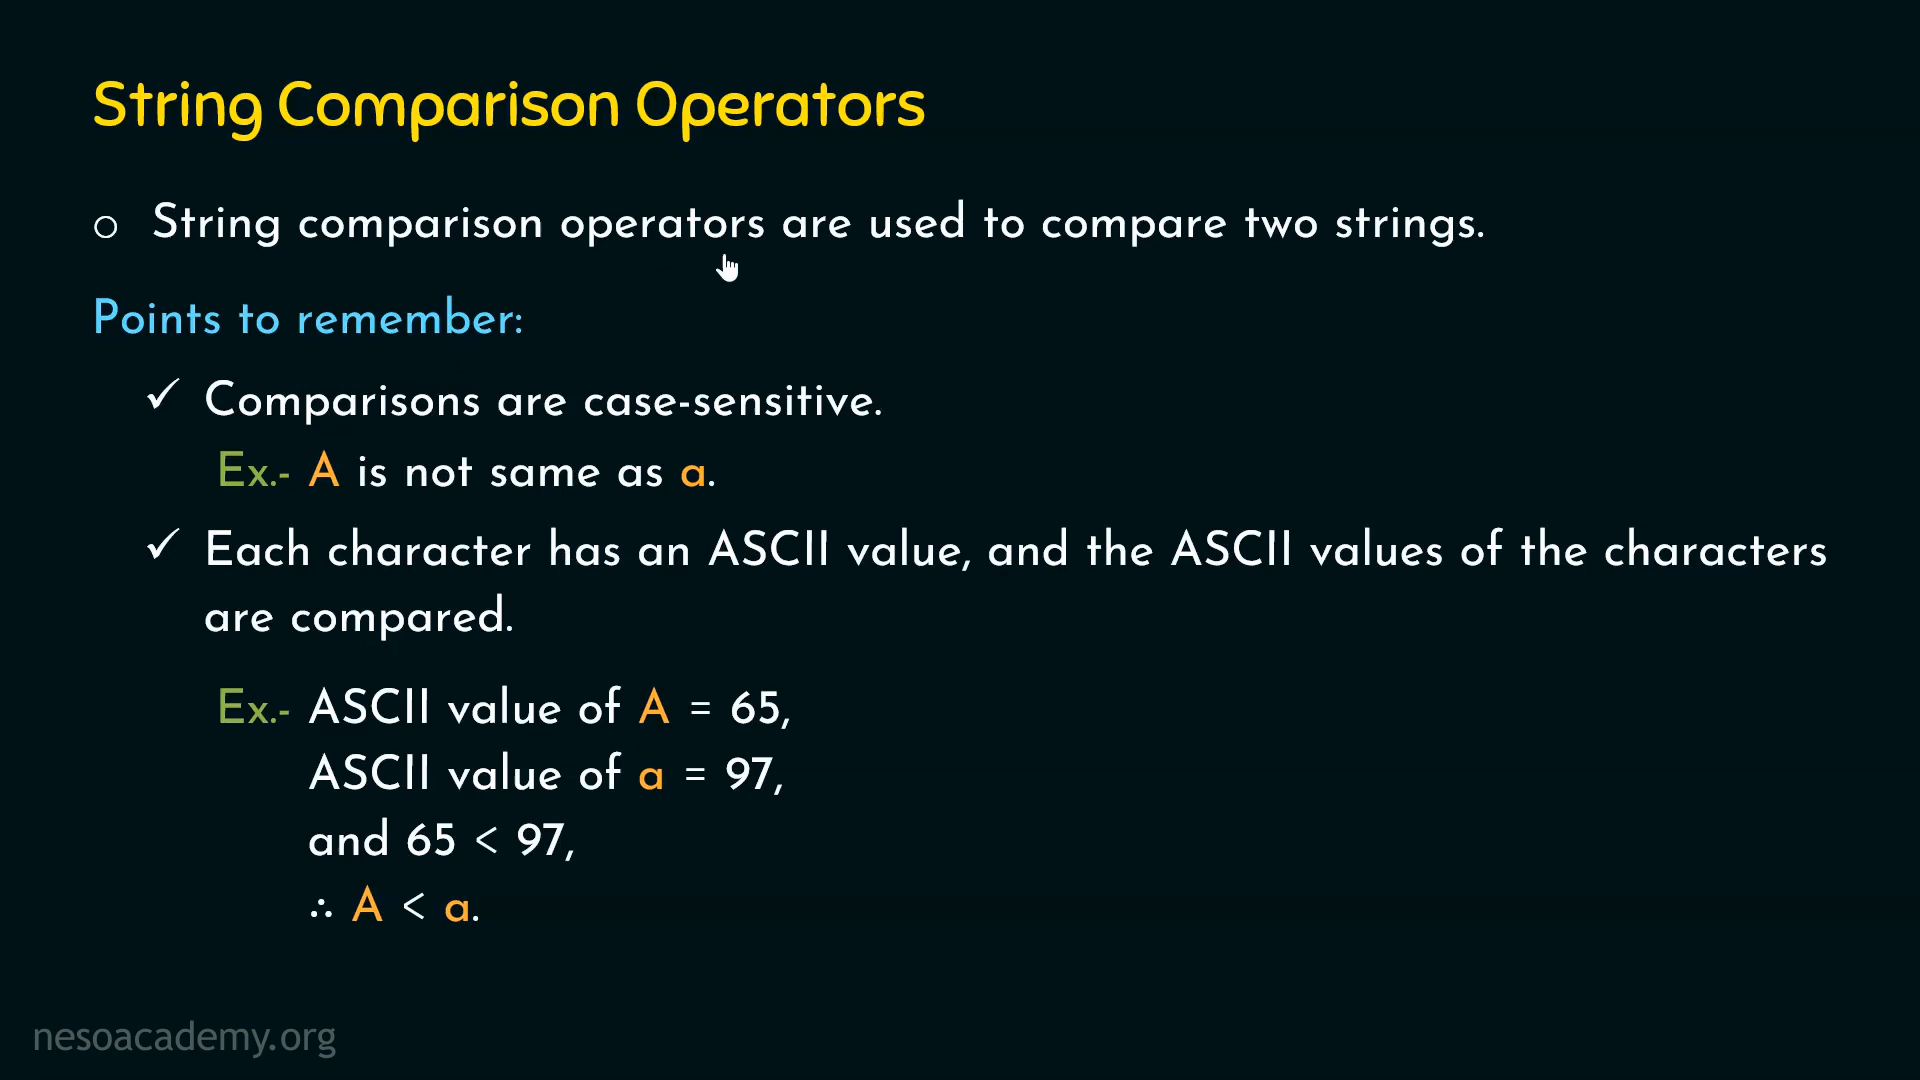 String Comparison Operators
○ String comparison operators are used to compare two strings.
Points to remember:
✓ Comparisons are case-sensitive.
Ex.- A is not same as a.
✓ Each character has an ASCII value, and the ASCII values of the characters
are compared.
Ex.- ASCII value of A = 65,
ASCII value of a = 97,
and 65 < 97,
∴ A < a.
nesoacademy.org